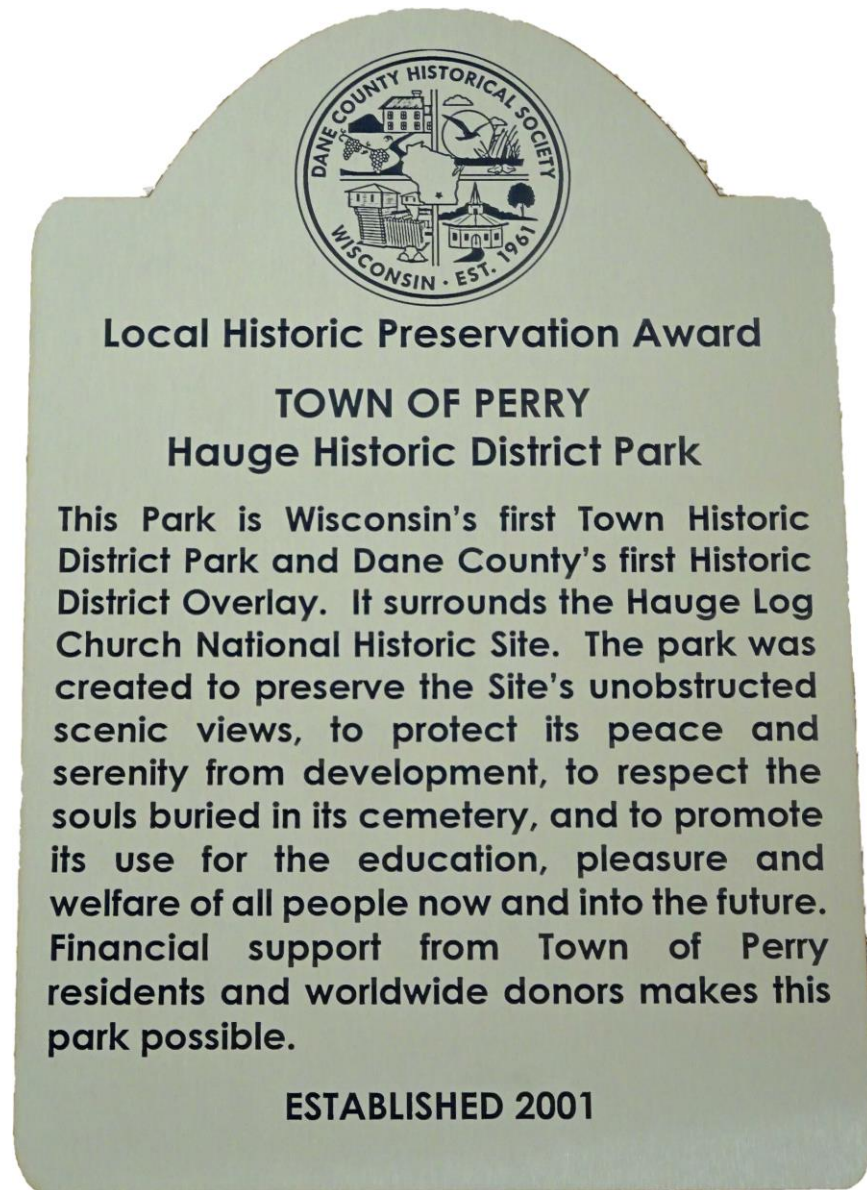 DANE COUNTY HISTORICAL SOCIETY
WISCONSIN · EST. 1961
Local Historic Preservation Award
TOWN OF PERRY
Hauge Historic District Park
This Park is Wisconsin's first Town Historic
District Park and Dane County's first Historic
District Overlay. It surrounds the Hauge Log
Church National Historic Site. The park was
created to preserve the Site's unobstructed
scenic views, to protect its peace and
serenity from development, to respect the
souls buried in its cemetery, and to promote
its use for the education, pleasure and
welfare of all people now and into the future.
Financial support from Town of Perry
residents and worldwide donors makes this
park possible.
ESTABLISHED 2001